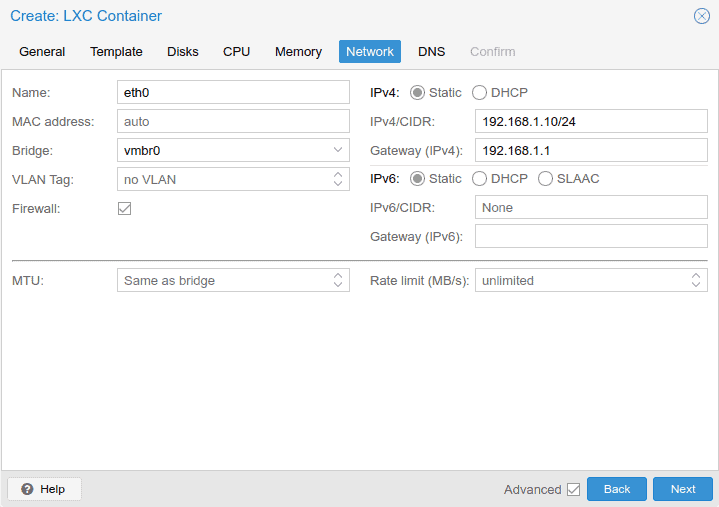 Create: LXC Container
General Template Disks CPU Memory Network DNS Confirm
Name: eth0 IPv4: Static DHCP
MAC address: auto IPv4/CIDR: 192.168.1.10/24
Bridge: vmbr0 Gateway (IPv4): 192.168.1.1
VLAN Tag: no VLAN IPv6: Static DHCP SLAAC
Firewall: IPv6/CIDR: None
Gateway (IPv6):
MTU: Same as bridge Rate limit (MB/s): unlimited
? Help Advanced Back Next